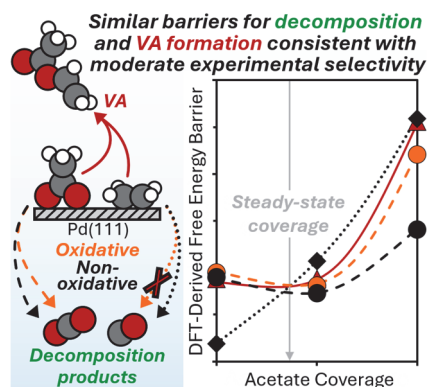 Similar barriers for decomposition
and VA formation consistent with
moderate experimental selectivity
VA
Pd(111)
Oxidative
Non-
oxidative
Decomposition
products
DFT-Derived Free Energy Barrier
Steady-state
coverage
Acetate Coverage